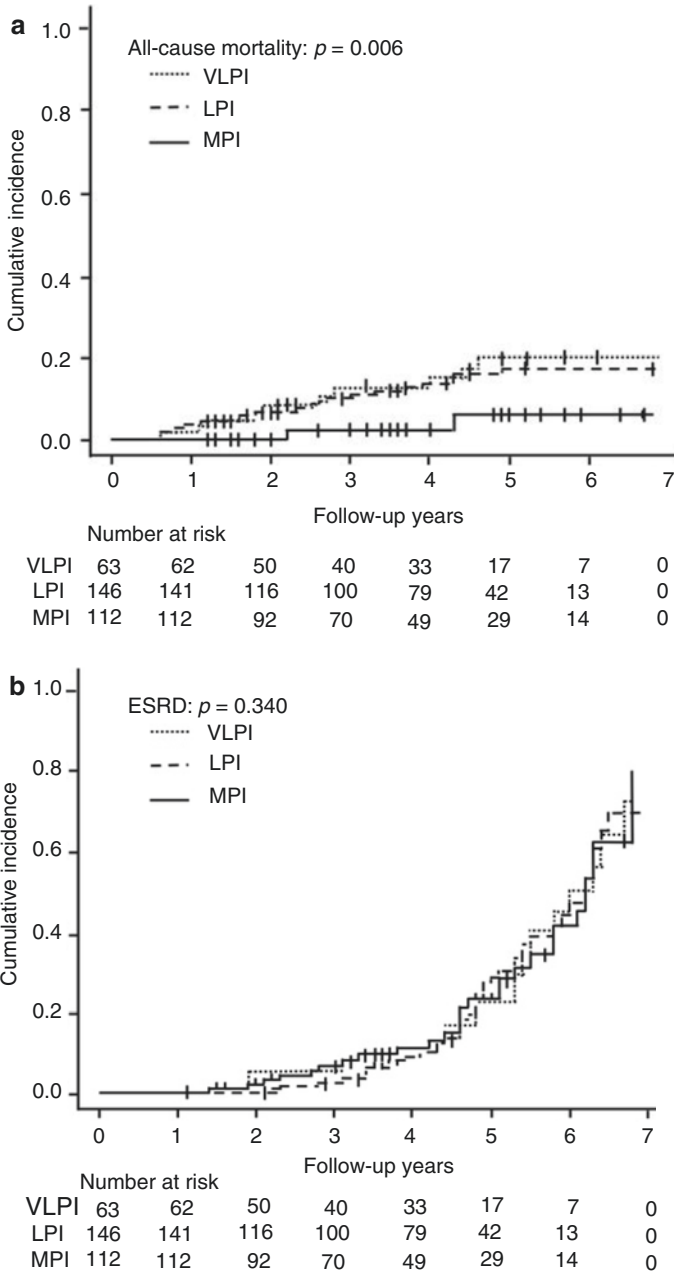 a
All-cause mortality: p = 0.006
VLPI
LPI
MPI
Cumulative incidence
1.0
0.8
0.6
0.4
0.2
0.0
0 1 2 3 4 5 6 7
Follow-up years
Number at risk
VLPI 63 62 50 40 33 17 7 0
LPI 146 141 116 100 79 42 13 0
MPI 112 112 92 70 49 29 14 0
b
ESRD: p = 0.340
VLPI
LPI
MPI
Cumulative incidence
1.0
0.8
0.6
0.4
0.2
0.0
0 1 2 3 4 5 6 7
Follow-up years
Number at risk
VLPI 63 62 50 40 33 17 7 0
LPI 146 141 116 100 79 42 13 0
MPI 112 112 92 70 49 29 14 0